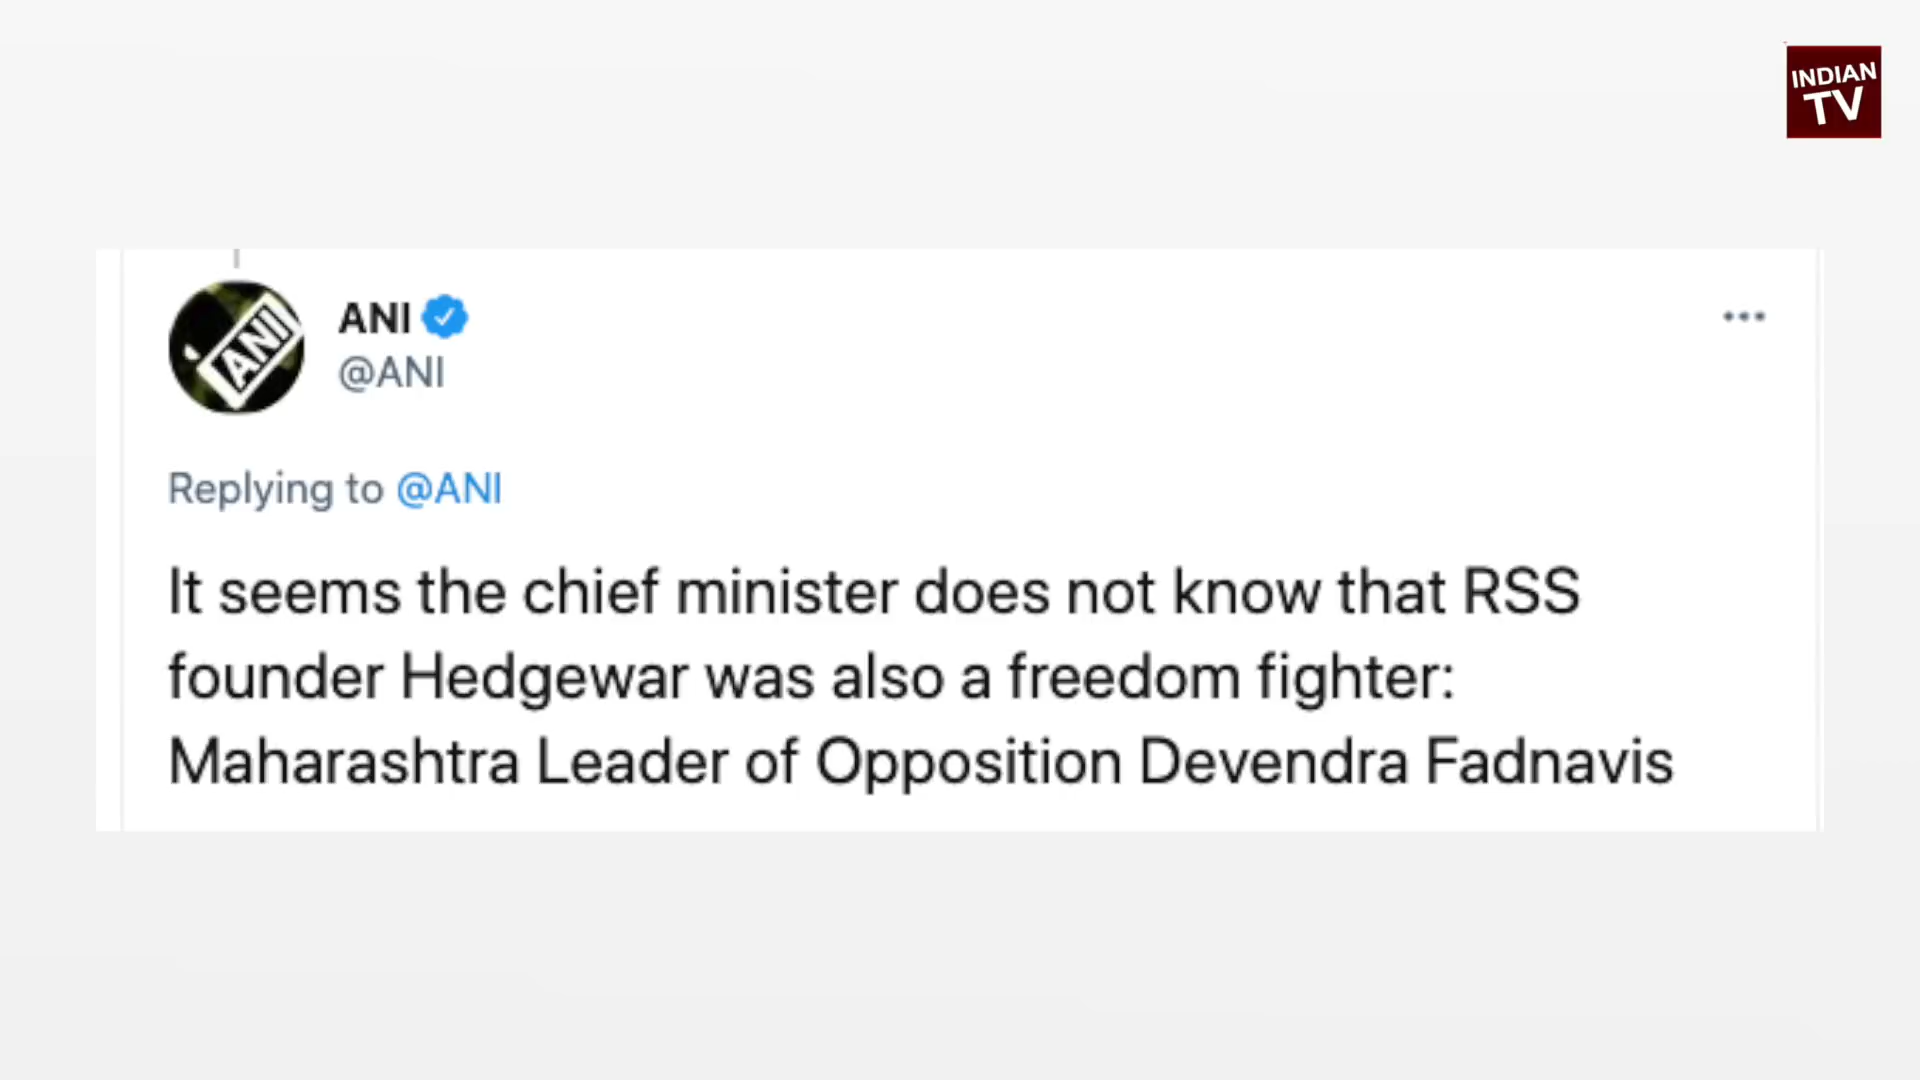 INDIAN
TV
ANI
ANI
@ANI
Replying to @ANI
It seems the chief minister does not know that RSS
founder Hedgewar was also a freedom fighter:
Maharashtra Leader of Opposition Devendra Fadnavis